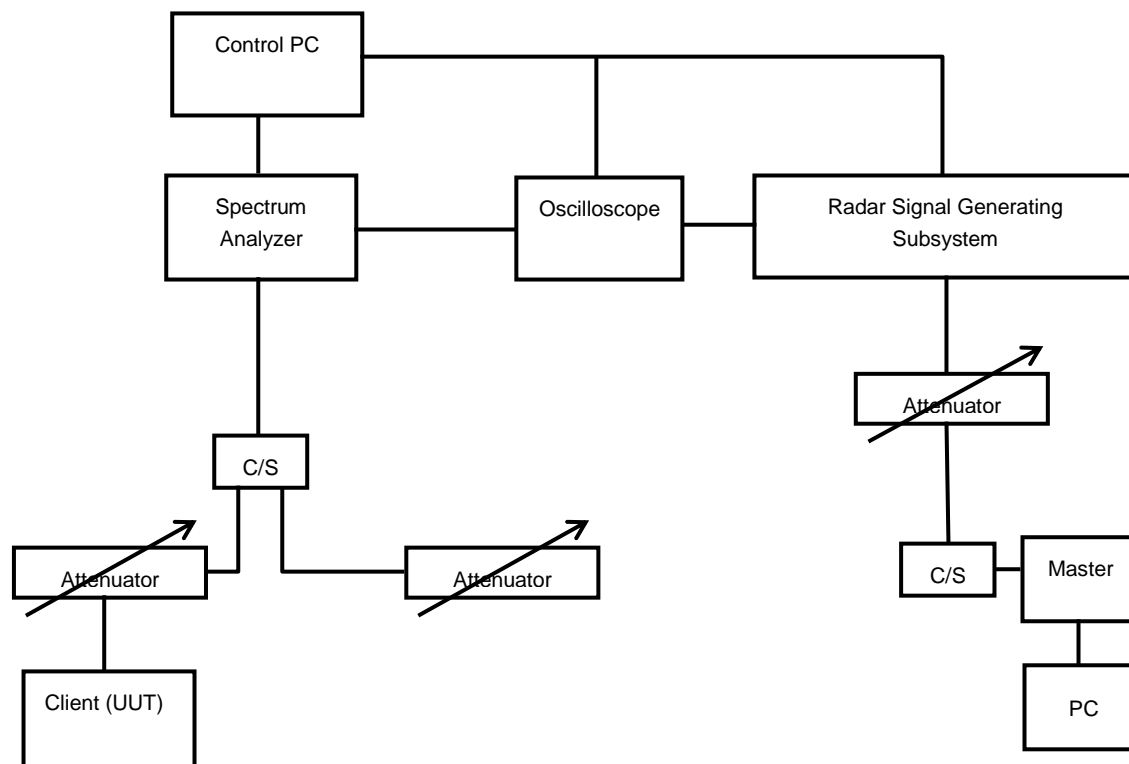 Control PC
Spectrum
Analyzer
Oscilloscope
Radar Signal Generating
Subsystem
Attenuator
C/S
Attenuator
Attenuator
C/S
Master
Client (UUT)
PC